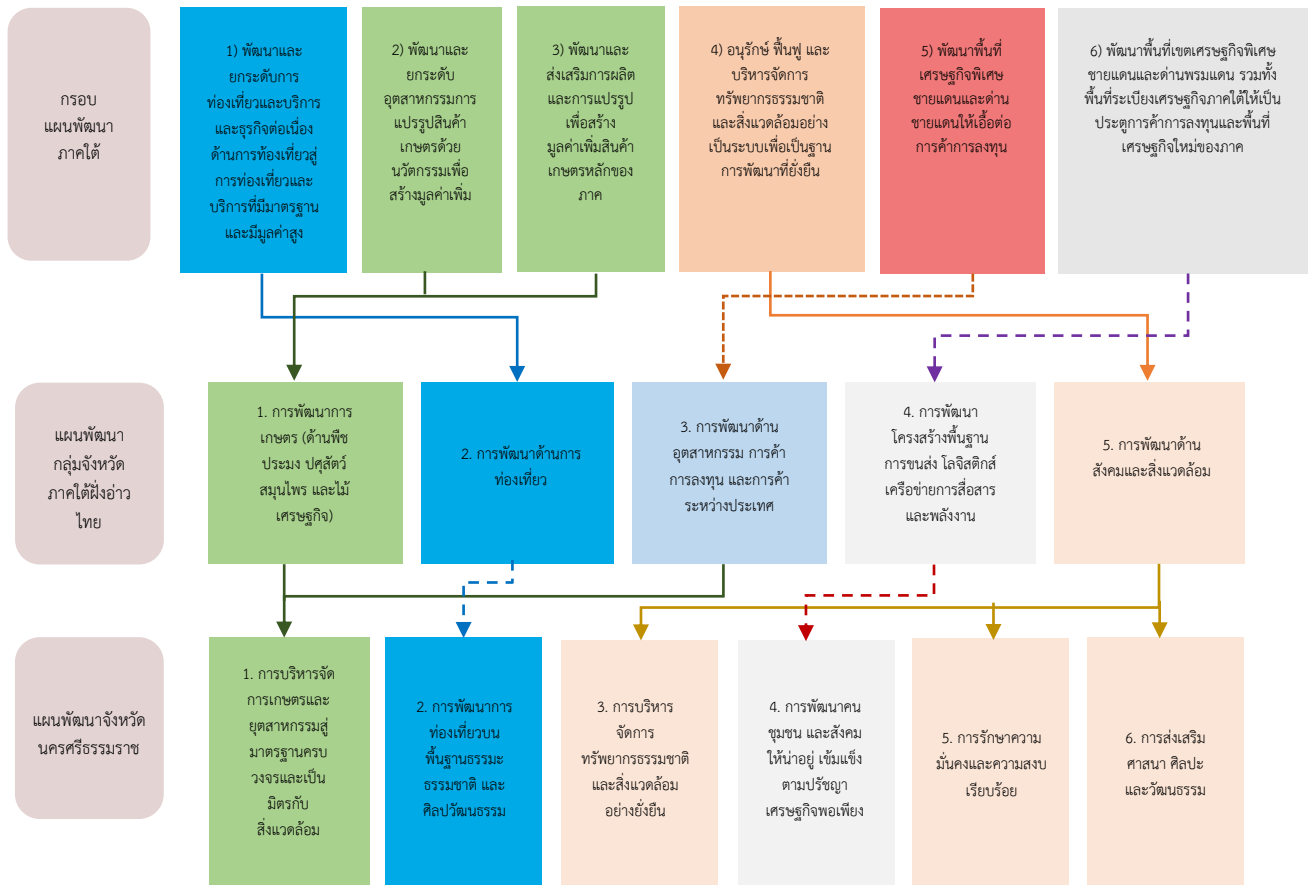 กรอบ
แผนพัฒนา
ภาคใต้
1) พัฒนาและ
ยกระดับการ
ท่องเที่ยวและบริการ
และธุรกิจต่อเนื่อง
ด้านการท้องเที่ยวสู่
การท่องเที่ยวและ
บริการที่มีมาตรฐาน
และมีมูลค่าสูง
2) พัฒนาและ
ยกระดับ
อุตสาหกรรมการ
แปรรูปสินค้า
เกษตรด้วย
นวัตกรรมเพื่อ
สร้างมูลค่าเพิ่ม
3) พัฒนาและ
ส่งเสริมการผลิต
และการแปรรูป
เพื่อสร้าง
มูลค่าเพิ่มสินค้า
เกษตรหลักของ
ภาค
4) อนุรักษ์ ฟื้นฟู และ
บริหารจัดการ
ทรัพยากรธรรมชาติ
และสิ่งแวดล้อมอย่าง
เป็นระบบเพื่อเป็นฐาน
การพัฒนาที่ยั่งยืน
5) พัฒนาพื้นที่
เศรษฐกิจพิเศษ
ชายแดนและด่าน
ชายแดนให้เอื้อต่อ
การค้าการลงทุน
6) พัฒนาพื้นที่เขตเศรษฐกิจพิเศษ
ชายแดนและด่านพรมแดน รวมทั้ง
พื้นที่ระเบียงเศรษฐกิจภาคใต้ให้เป็น
ประตูการค้าการลงทุนและพื้นที่
เศรษฐกิจใหม่ของภาค
แผนพัฒนา
กลุ่มจังหวัด
ภาคใต้ฝั่งอ่าว
ไทย
1. การพัฒนาการ
เกษตร (ด้านพืช
ประมง ปศุสัตว์
สมุนไพร และไม้
เศรษฐกิจ)
2. การพัฒนาด้านการ
ท่องเที่ยว
3. การพัฒนาด้าน
อุตสาหกรรม การค้า
การลงทุน และการค้า
ระหว่างประเทศ
4. การพัฒนา
โครงสร้างพื้นฐาน
การขนส่ง โลจิสติกส์
เครือข่ายการสื่อสาร
และพลังงาน
5. การพัฒนาด้าน
สังคมและสิ่งแวดล้อม
แผนพัฒนาจังหวัด
นครศรีธรรมราช
1. การบริหารจัด
การเกษตรและ
ยุตสาหกรรมสู่
มาตรฐานครบ
วงจรและเป็น
มิตรกับ
สิ่งแวดล้อม
2. การพัฒนาการ
ท่องเที่ยวบน
พื้นฐานธรรมะ
ธรรมชาติ และ
ศิลปวัฒนธรรม
3. การบริหาร
จัดการ
ทรัพยากรธรรมชาติ
และสิ่งแวดล้อม
อย่างยั่งยืน
4. การพัฒนาคน
ชุมชน และสังคม
ให้น่าอยู่ เข้มแข็ง
ตามปรัชญา
เศรษฐกิจพอเพียง
5. การรักษาความ
มั่นคงและความสงบ
เรียบร้อย
6. การส่งเสริม
ศาสนา ศิลปะ
และวัฒนธรรม